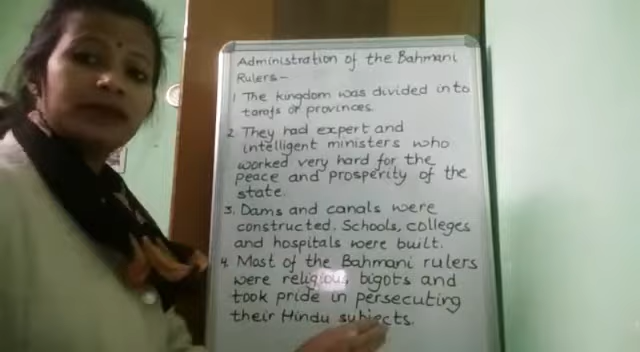 Administration of the Bahmani
Rulers-
1 The kingdom was divided into
tarafs or provinces.
2. They had expert and
intelligent ministers who
worked very hard for the
peace and prosperity of the
state
3. Dams and canals were
constructed. Schools, colleges
and hospitals were built.
4. Most of the Bahmani rulers
were religious, bigots and
took pride in persecuting
their Hindu subjects.